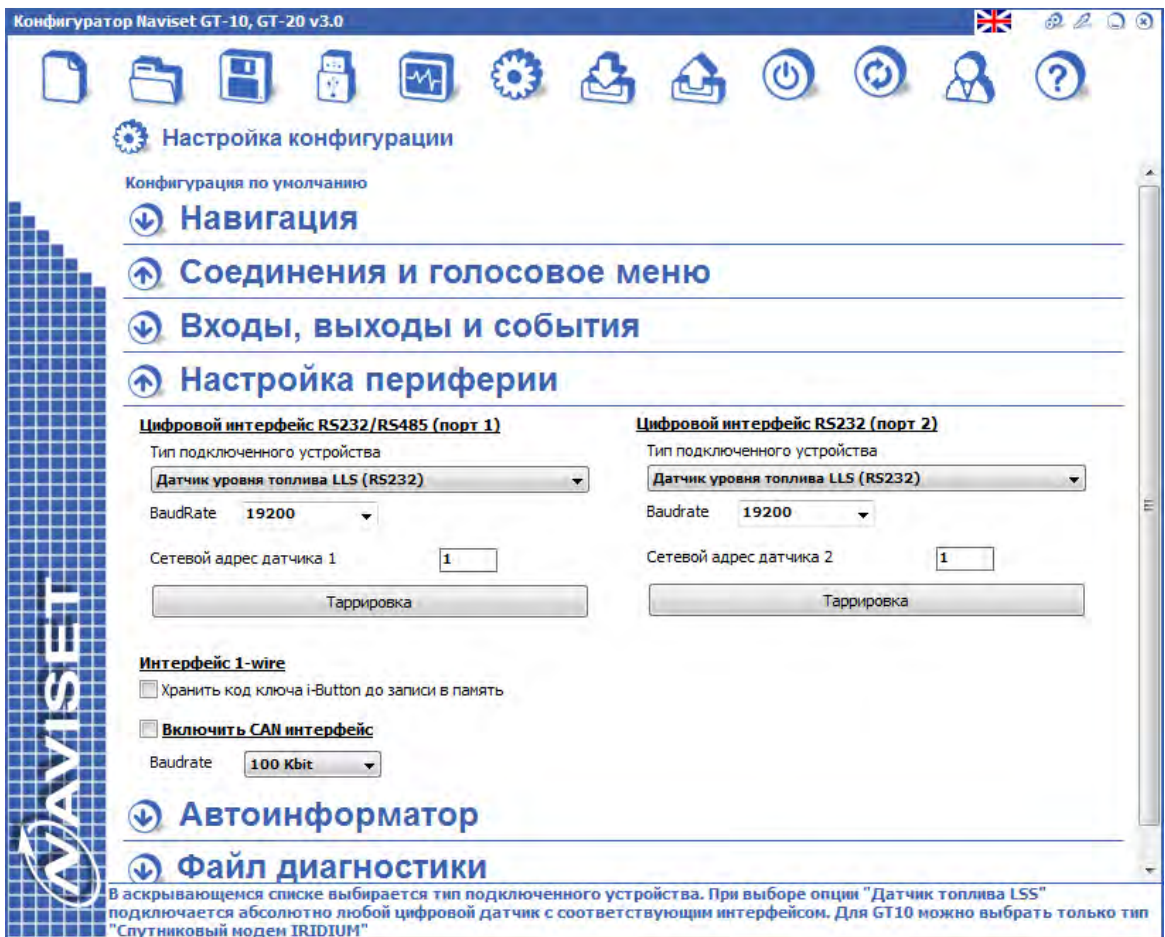 Конфигуратор Naviset GT-10, GT-20 v3.0
Настройка конфигурации
Конфигурация по умолчанию
Навигация
Соединения и голосовое меню
Входы, выходы и события
Настройка периферии
Цифровой интерфейс RS232/RS485 (порт 1)
Тип подключенного устройства
Датчик уровня топлива LLS (RS232)
BaudRate 19200
Сетевой адрес датчика 1 1
Таррировка
Цифровой интерфейс RS232 (порт 2)
Тип подключенного устройства
Датчик уровня топлива LLS (RS232)
Baudrate 19200
Сетевой адрес датчика 2 1
Таррировка
Интерфейс 1-wire
Хранить код ключа i-Button до записи в память
Включить CAN интерфейс
Baudrate 100 Kbit
Автоинформатор
Файл диагностики
NAVISET
В аскрывающемся списке выбирается тип подключенного устройства. При выборе опции "Датчик топлива LSS"
подключается абсолютно любой цифровой датчик с соответствующим интерфейсом. Для GT10 можно выбрать только тип
"Спутниковый модем IRIDIUM"